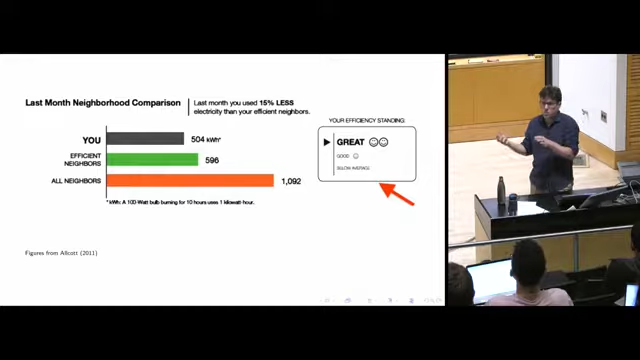 Last Month Neighborhood Comparison
Last month you used 15% LESS
electricity than your efficient neighbors.
YOU
504 kWh*
EFFICIENT
NEIGHBORS
596
ALL NEIGHBORS
1,092
* kWh: A 100-Watt bulb burning for 10 hours uses 1 kilowatt-hour.
YOUR EFFICIENCY STANDING:
GREAT
GOOD
BELOW AVERAGE
Figures from Allcott (2011)